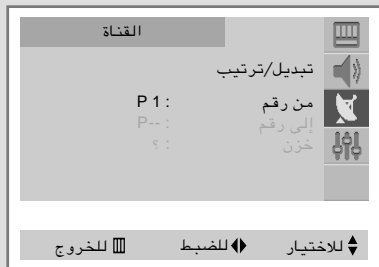 القناة
تبديل/ترتيب
من رقم : P 1
إلى رقم : P--
خزن : ؟
للاختيار للضبط للخروج